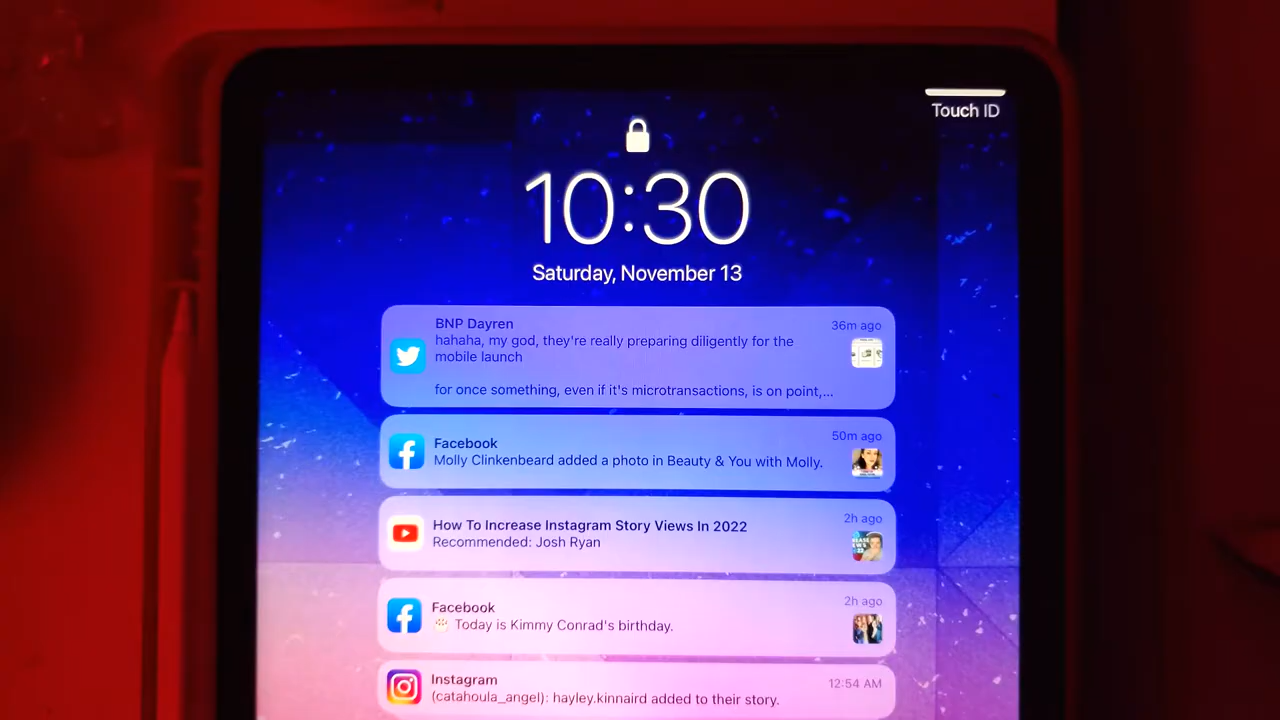 Touch ID
10:30
Saturday, November 13
BNP Dayren
36m ago
hahaha, my god, they're really preparing diligently for the
mobile launch
for once something, even if it's microtransactions, is on point,...
Facebook
50m ago
Molly Clinkenbeard added a photo in Beauty & You with Molly.
How To Increase Instagram Story Views In 2022
2h ago
Recommended: Josh Ryan
Facebook
2h ago
🎂 Today is Kimmy Conrad's birthday.
Instagram
12:54 AM
(catahoula_angel): hayley.kinnaird added to their story.